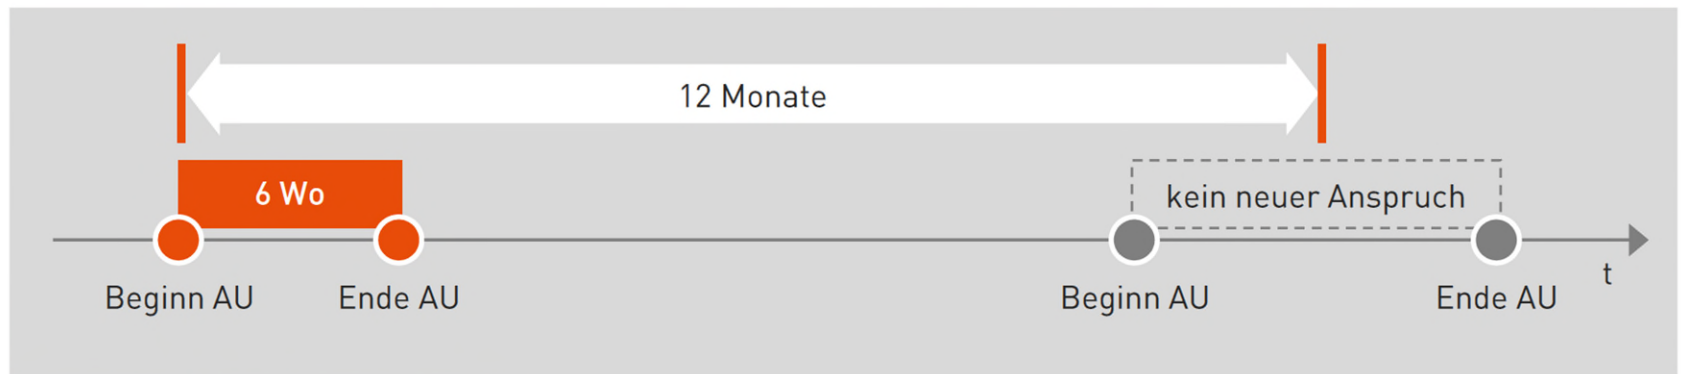 12 Monate
6 Wo
kein neuer Anspruch
t
Beginn AU
Ende AU
Beginn AU
Ende AU